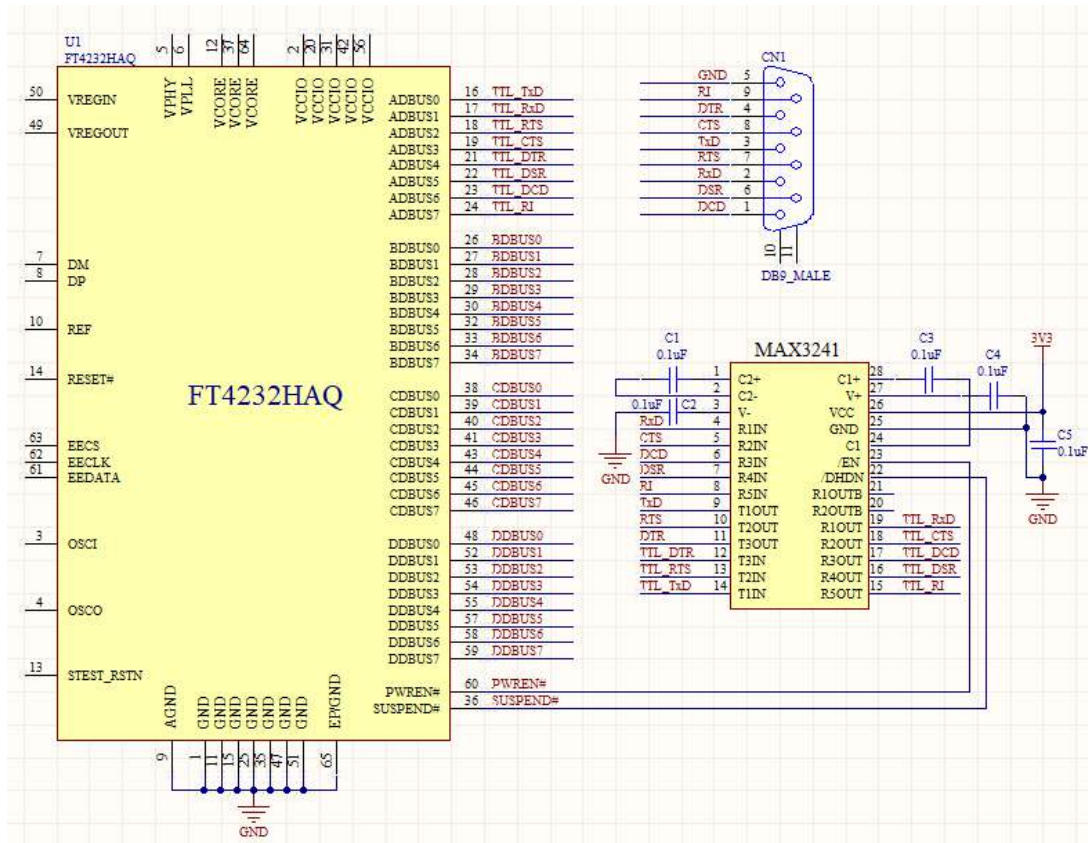 U1
FT4232HAQ
5 6 12 37 64 2 20 31 42 56
VPHY VPLL VCORE VCORE VCORE VCCIO VCCIO VCCIO VCCIO VCCIO
50 VREGIN
49 VREGOUT
7 DM
8 DP
10 REF
14 RESET#
63 EECS
62 EECLK
61 EEDATA
3 OSCI
4 OSCO
13 STEST_RSTN
FT4232HAQ
ADBUS0 16 TTL_TxD
ADBUS1 17 TTL_RxD
ADBUS2 18 TTL_RTS
ADBUS3 19 TTL_CTS
ADBUS4 21 TTL_DTR
ADBUS5 22 TTL_DSR
ADBUS6 23 TTL_DCD
ADBUS7 24 TTL_RI
BDBUS0 26 BDBUS0
BDBUS1 27 BDBUS1
BDBUS2 28 BDBUS2
BDBUS3 29 BDBUS3
BDBUS4 30 BDBUS4
BDBUS5 32 BDBUS5
BDBUS6 33 BDBUS6
BDBUS7 34 BDBUS7
CDBUS0 38 CDBUS0
CDBUS1 39 CDBUS1
CDBUS2 40 CDBUS2
CDBUS3 41 CDBUS3
CDBUS4 43 CDBUS4
CDBUS5 44 CDBUS5
CDBUS6 45 CDBUS6
CDBUS7 46 CDBUS7
DDBUS0 48 DDBUS0
DDBUS1 52 DDBUS1
DDBUS2 53 DDBUS2
DDBUS3 54 DDBUS3
DDBUS4 55 DDBUS4
DDBUS5 57 DDBUS5
DDBUS6 58 DDBUS6
DDBUS7 59 DDBUS7
PWREN# 60 PWREN#
SUSPEND# 36 SUSPEND#
AGND GND GND GND GND GND GND GND EP/GND
9 1 11 15 25 35 47 51 65
GND
CN1
GND 5
RI 9
DTR 4
CTS 8
TxD 3
RTS 7
RxD 2
DSR 6
DCD 1
10 11
DB9_MALE
MAX3241
C1
0.1uF
0.1uF C2
GND
1 C2+
2 C2-
3 V-
RxD 4 R1IN
CTS 5 R2IN
DCD 6 R3IN
DSR 7 R4IN
RI 8 R5IN
TxD 9 T1OUT
RTS 10 T2OUT
DTR 11 T3OUT
TTL_DTR 12 T3IN
TTL_RTS 13 T2IN
TTL_TxD 14 T1IN
C1+ 28
V+ 27
VCC 26
GND 25
C1 24
/EN 23
/DHDN 22
R1OUTB 21
R2OUTB 20
R1OUT 19 TTL_RxD
R2OUT 18 TTL_CTS
R3OUT 17 TTL_DCD
R4OUT 16 TTL_DSR
R5OUT 15 TTL_RI
C3
0.1uF
C4
0.1uF
3V3
C5
0.1uF
GND